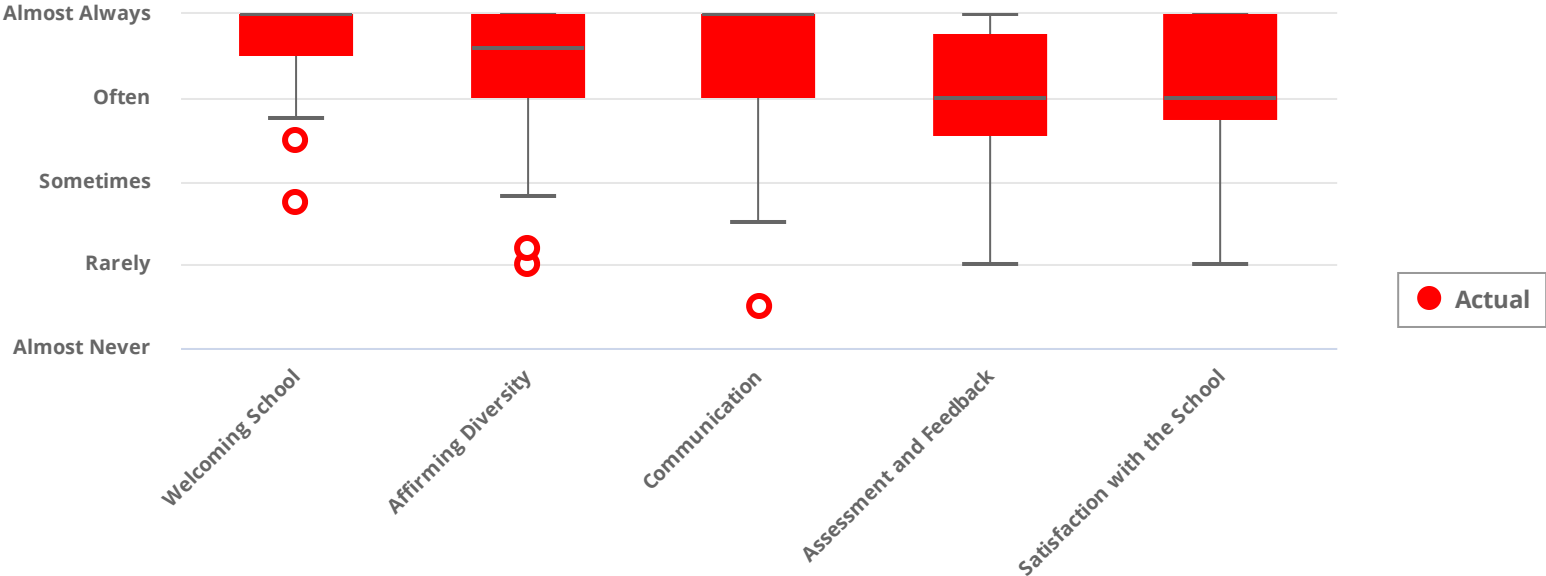 Almost Always
Often
Sometimes
Rarely
Almost Never
Actual
Welcoming School
Affirming Diversity
Communication
Assessment and Feedback
Satisfaction with the School